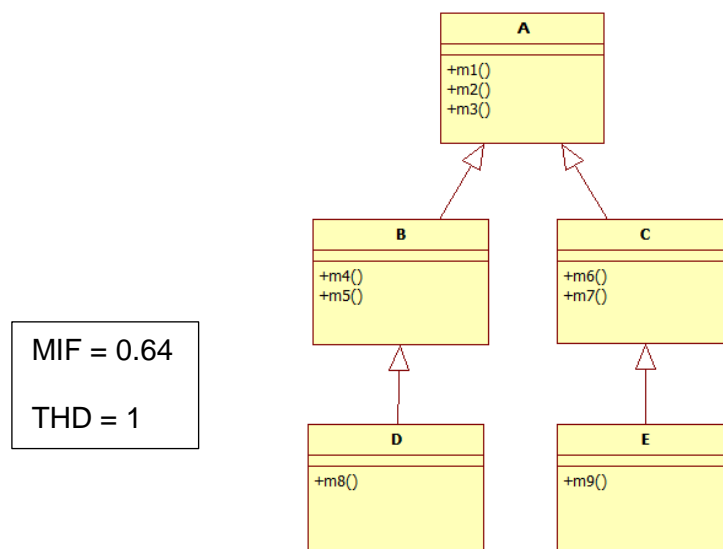 A
+m1()
+m2()
+m3()
B
+m4()
+m5()
C
+m6()
+m7()
MIF = 0.64
THD = 1
D
+m8()
E
+m9()